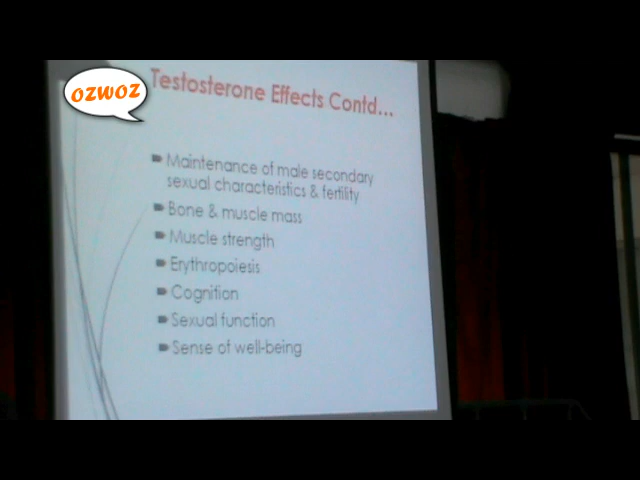 ozwoz
Testosterone Effects Contd...
Maintenance of male secondary
sexual characteristics & fertility
Bone & muscle mass
Muscle strength
Erythropoiesis
Cognition
Sexual function
Sense of well-being